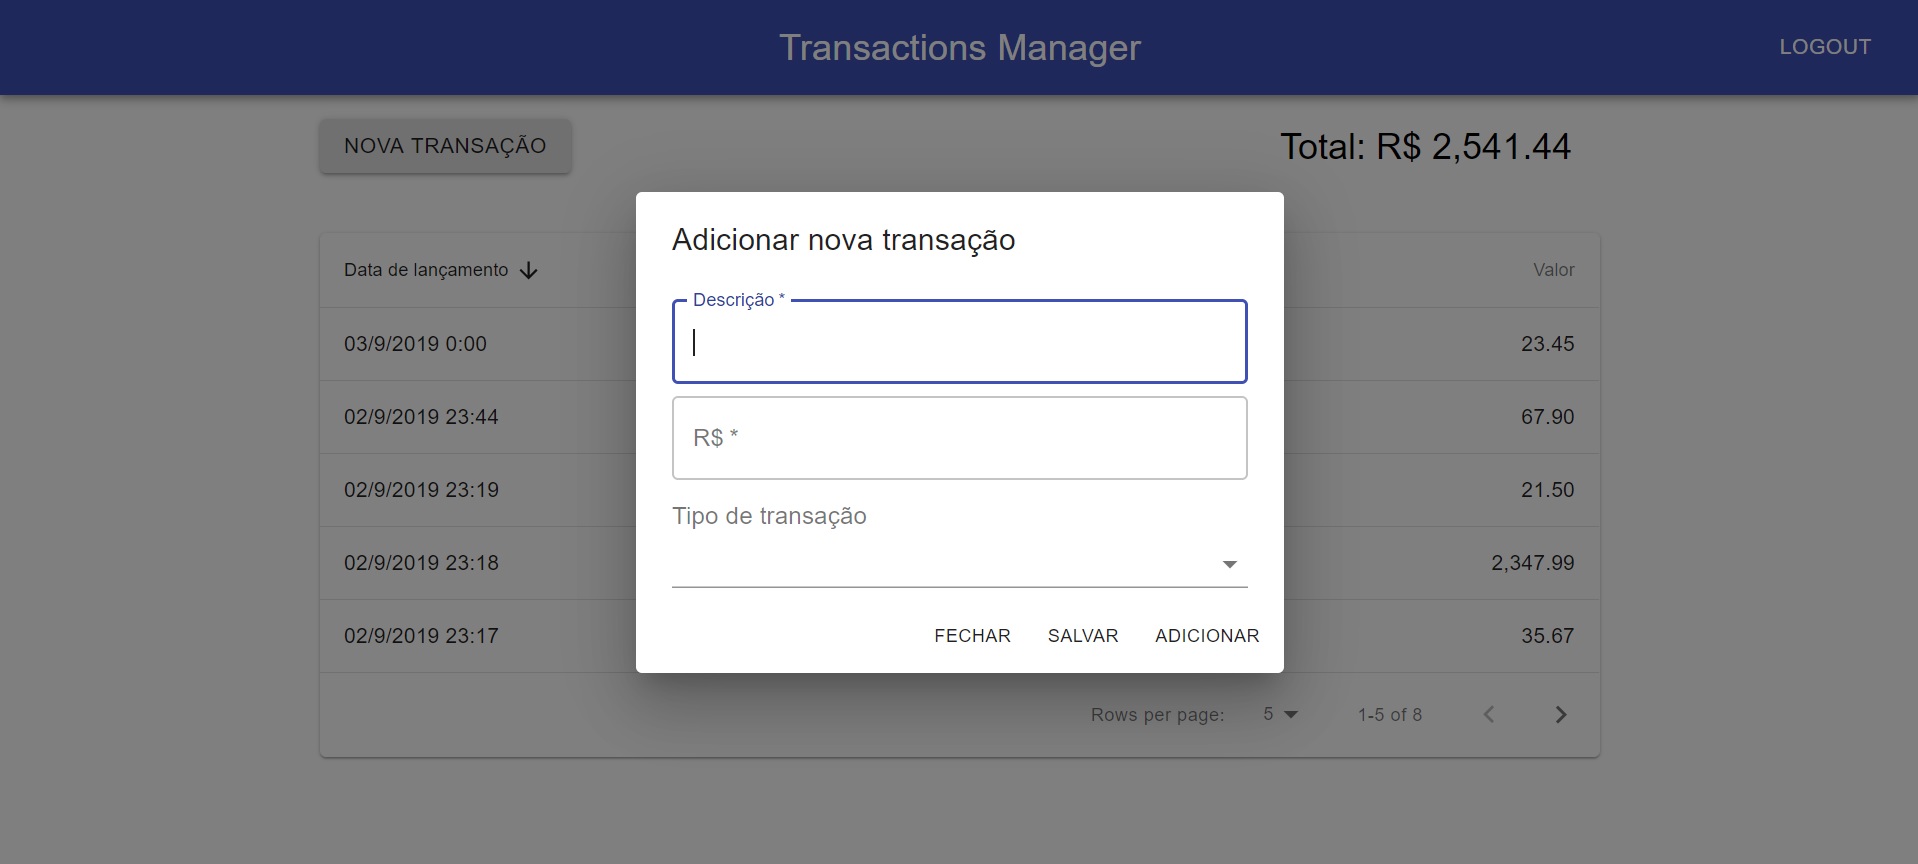 Transactions Manager
LOGOUT
NOVA TRANSAÇÃO
Total: R$ 2,541.44
Adicionar nova transação
Data de lançamento
Valor
Descrição *
03/9/2019 0:00
23.45
02/9/2019 23:44
R$ *
67.90
02/9/2019 23:19
21.50
Tipo de transação
02/9/2019 23:18
2,347.99
02/9/2019 23:17
FECHAR SALVAR ADICIONAR
35.67
Rows per page: 5 1-5 of 8